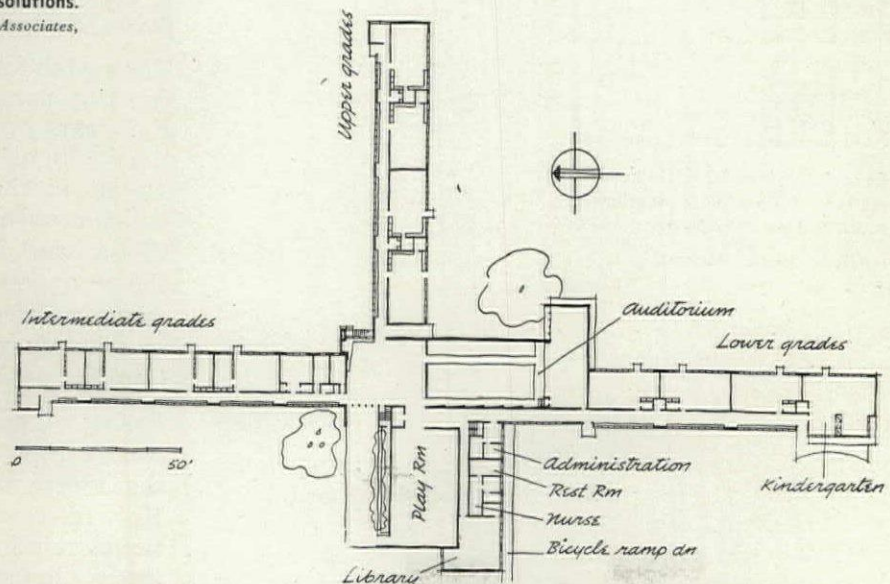 solutions.
Associates,
Upper grades
Intermediate grades
Auditorium
Lower grades
0 50'
Play Rm
Administration
Rest Rm
Nurse
Kindergarten
Bicycle ramp dn
Library